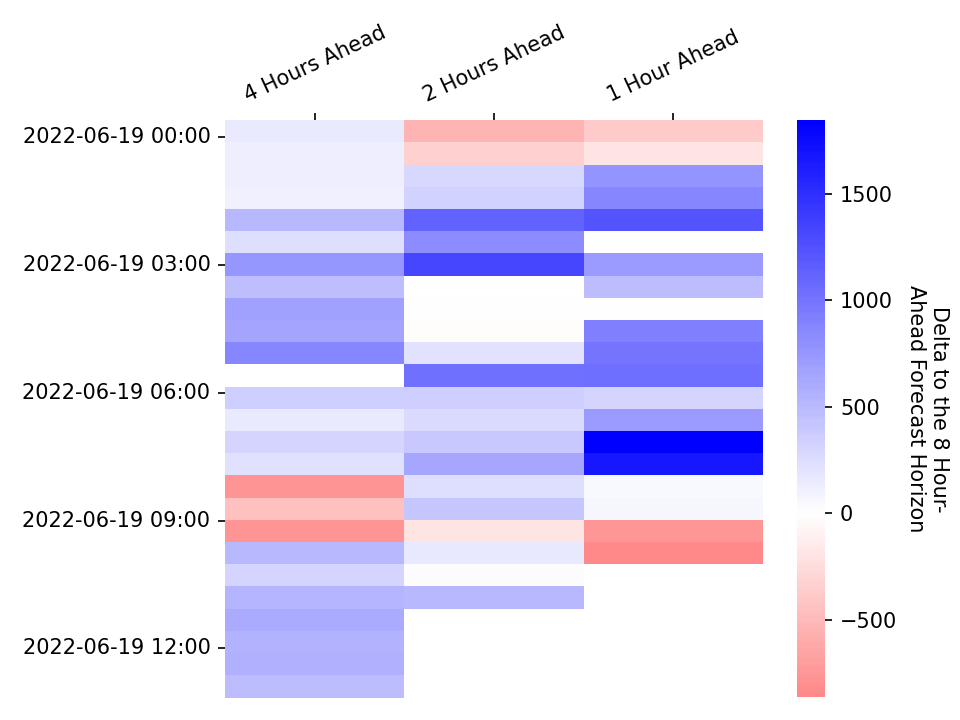 4 Hours Ahead
2 Hours Ahead
1 Hour Ahead
2022-06-19 00:00
2022-06-19 03:00
2022-06-19 06:00
2022-06-19 09:00
2022-06-19 12:00
1500
1000
500
0
−500
Delta to the 8 Hour-
Ahead Forecast Horizon